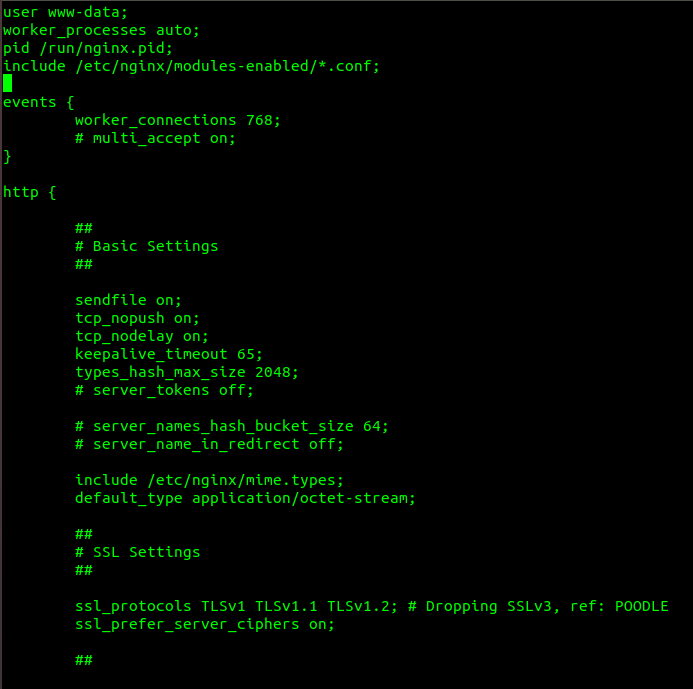 user www-data;
worker_processes auto;
pid /run/nginx.pid;
include /etc/nginx/modules-enabled/*.conf;
events {
worker_connections 768;
# multi_accept on;
}
http {
##
# Basic Settings
##
sendfile on;
tcp_nopush on;
tcp_nodelay on;
keepalive_timeout 65;
types_hash_max_size 2048;
# server_tokens off;
# server_names_hash_bucket_size 64;
# server_name_in_redirect off;
include /etc/nginx/mime.types;
default_type application/octet-stream;
##
# SSL Settings
##
ssl_protocols TLSv1 TLSv1.1 TLSv1.2; # Dropping SSLv3, ref: POODLE
ssl_prefer_server_ciphers on;
##